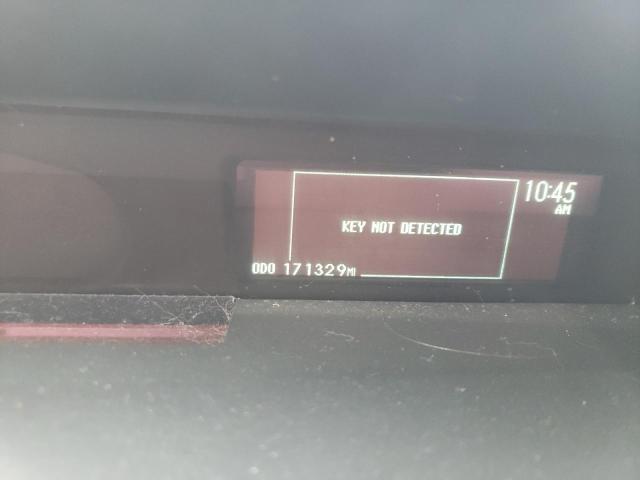 10:45
AM
KEY NOT DETECTED
ODO 171329MI